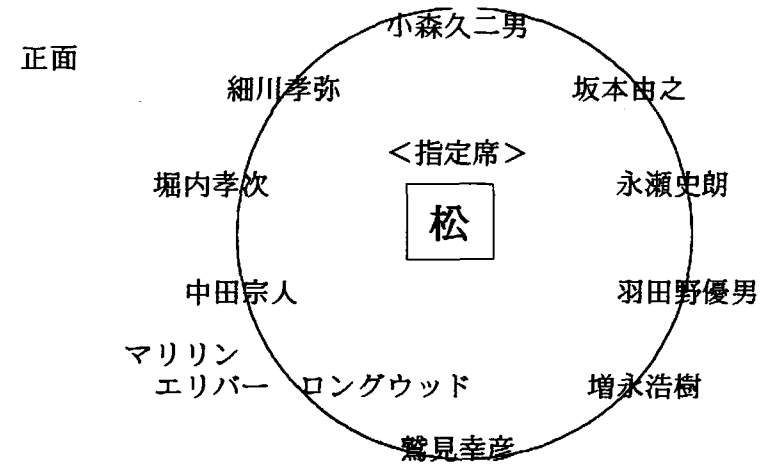 小森久二男
正面
細川孝弥
坂本由之
＜指定席＞
堀内孝次
永瀬史朗
松
中田宗人
羽田野優男
マリリン
エリバー ロングウッド
増永浩樹
鷲見幸彦